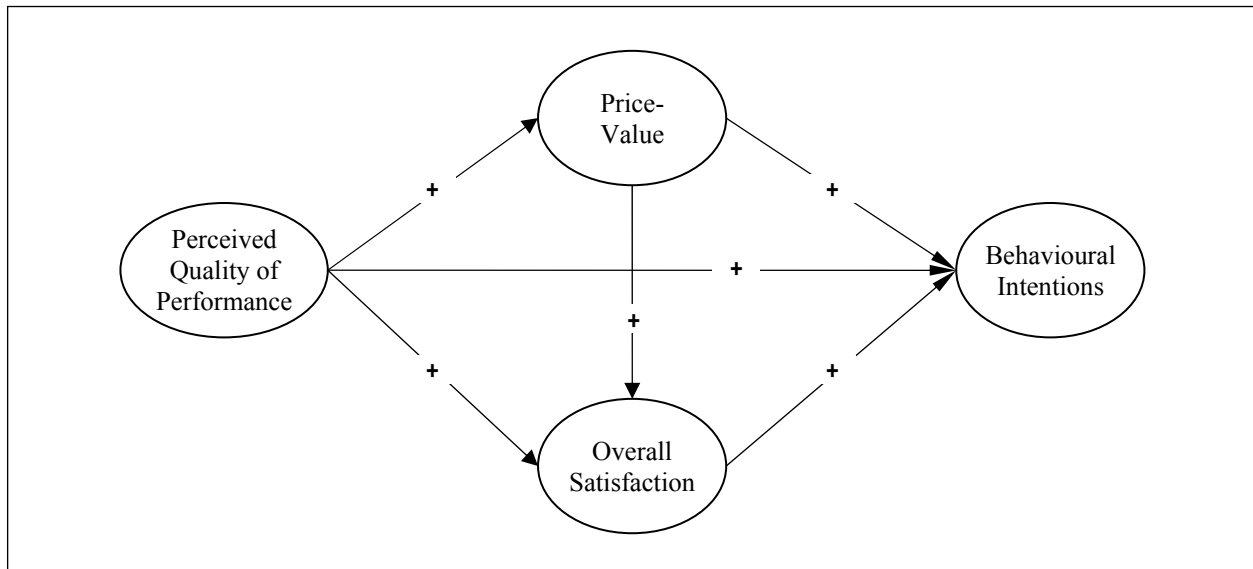 Price-
Value
+
+
Perceived
Quality of
Performance
+
Behavioural
Intentions
+
+
+
Overall
Satisfaction